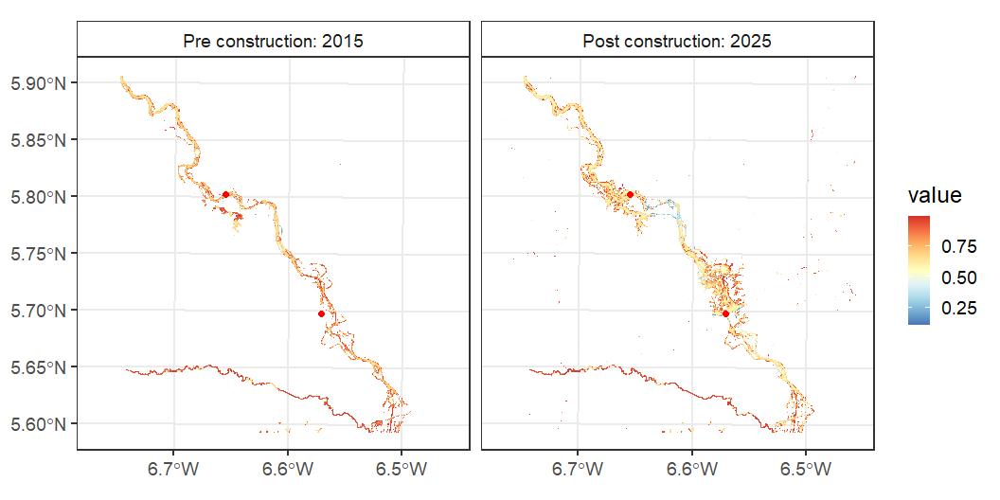 Pre construction: 2015
Post construction: 2025
5.90°N
5.85°N
5.80°N
5.75°N
5.70°N
5.65°N
5.60°N
6.7°W
6.6°W
6.5°W
6.7°W
6.6°W
6.5°W
value
0.75
0.50
0.25